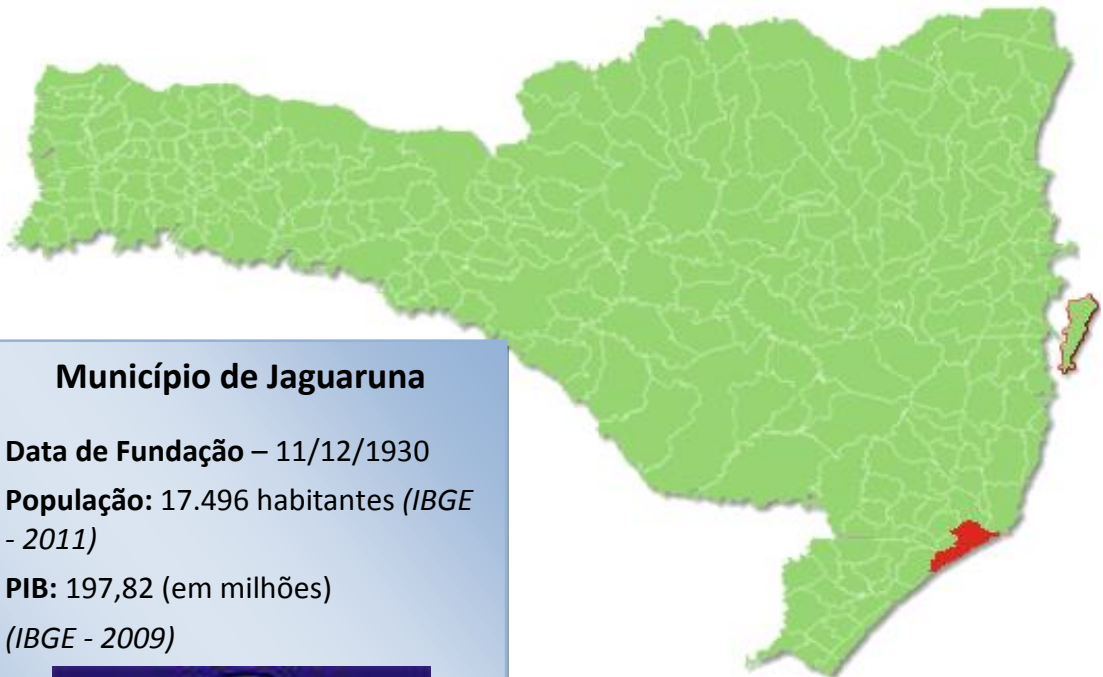 Município de Jaguaruna
Data de Fundação – 11/12/1930
População: 17.496 habitantes (IBGE
- 2011)
PIB: 197,82 (em milhões)
(IBGE - 2009)